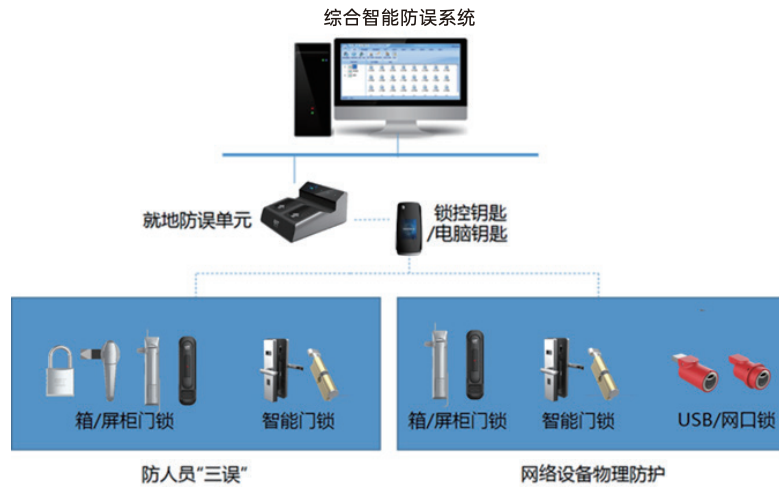 综合智能防误系统
就地防误单元
锁控钥匙
/电脑钥匙
箱/屏柜门锁
智能门锁
箱/屏柜门锁
智能门锁
USB/网口锁
防人员“三误”
网络设备物理防护